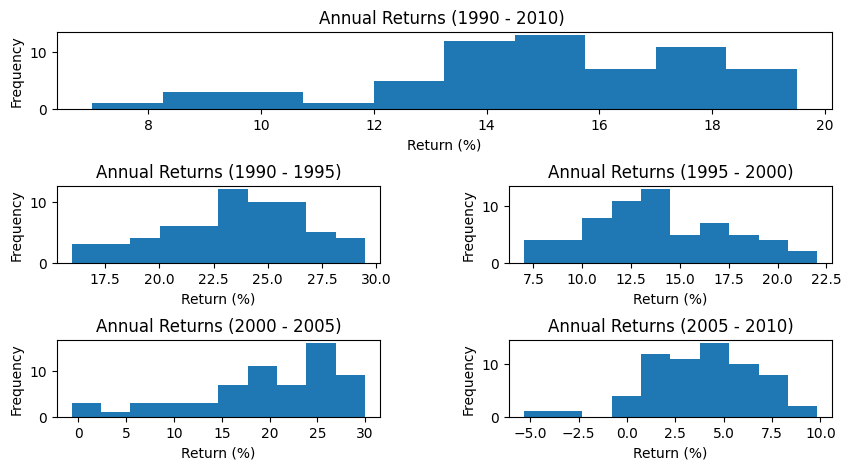 Annual Returns (1990 - 2010)
Frequency
10
0
8 10 12 14 16 18 20
Return (%)
Annual Returns (1990 - 1995)
Frequency
10
0
17.5 20.0 22.5 25.0 27.5 30.0
Return (%)
Annual Returns (1995 - 2000)
Frequency
10
0
7.5 10.0 12.5 15.0 17.5 20.0 22.5
Return (%)
Annual Returns (2000 - 2005)
Frequency
10
0
0 5 10 15 20 25 30
Return (%)
Annual Returns (2005 - 2010)
Frequency
10
0
−5.0 −2.5 0.0 2.5 5.0 7.5 10.0
Return (%)